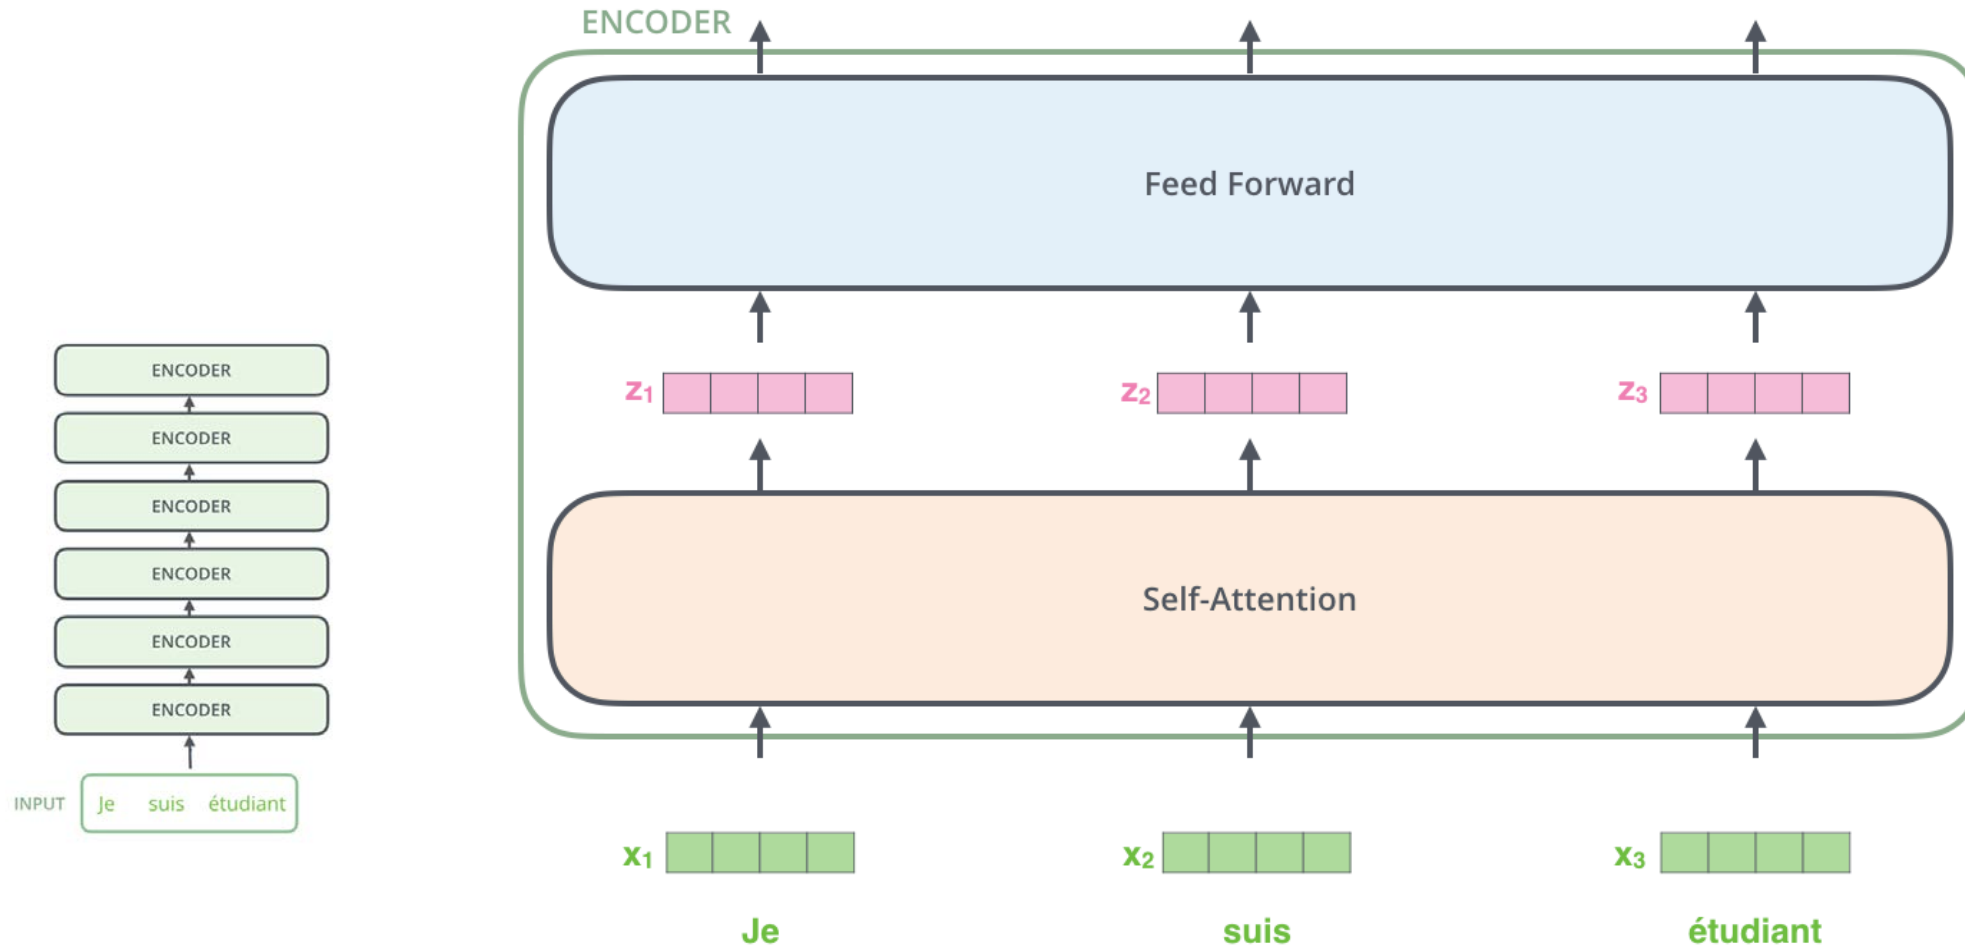 ENCODER
Feed Forward
z1 z2 z3
Self-Attention
x1 x2 x3
Je suis étudiant
ENCODER
ENCODER
ENCODER
ENCODER
ENCODER
ENCODER
INPUT Je suis étudiant